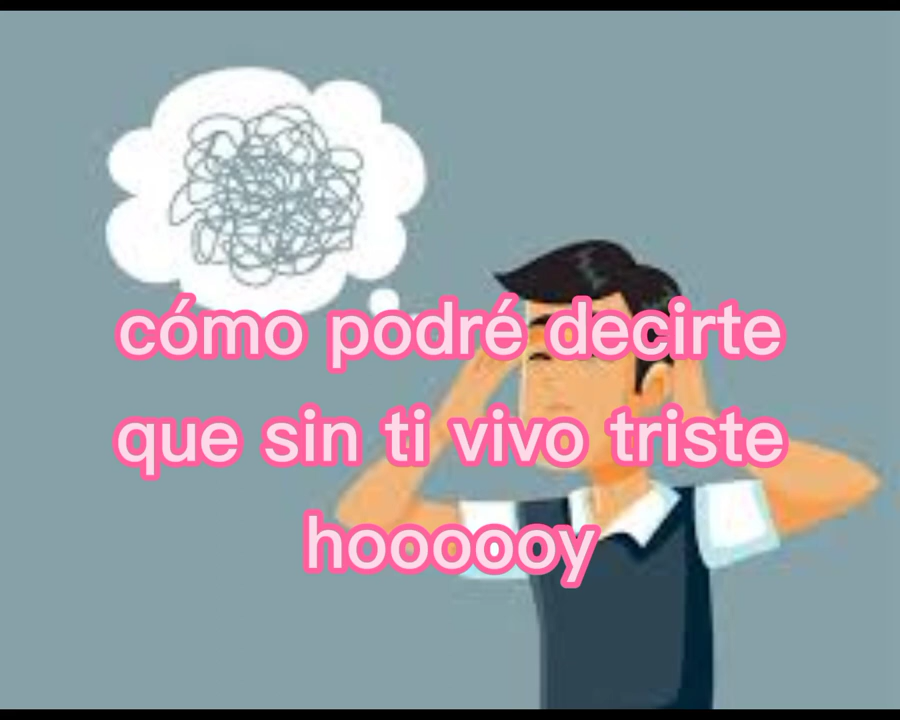 cómo podré decirte
que sin ti vivo triste
hoooooy